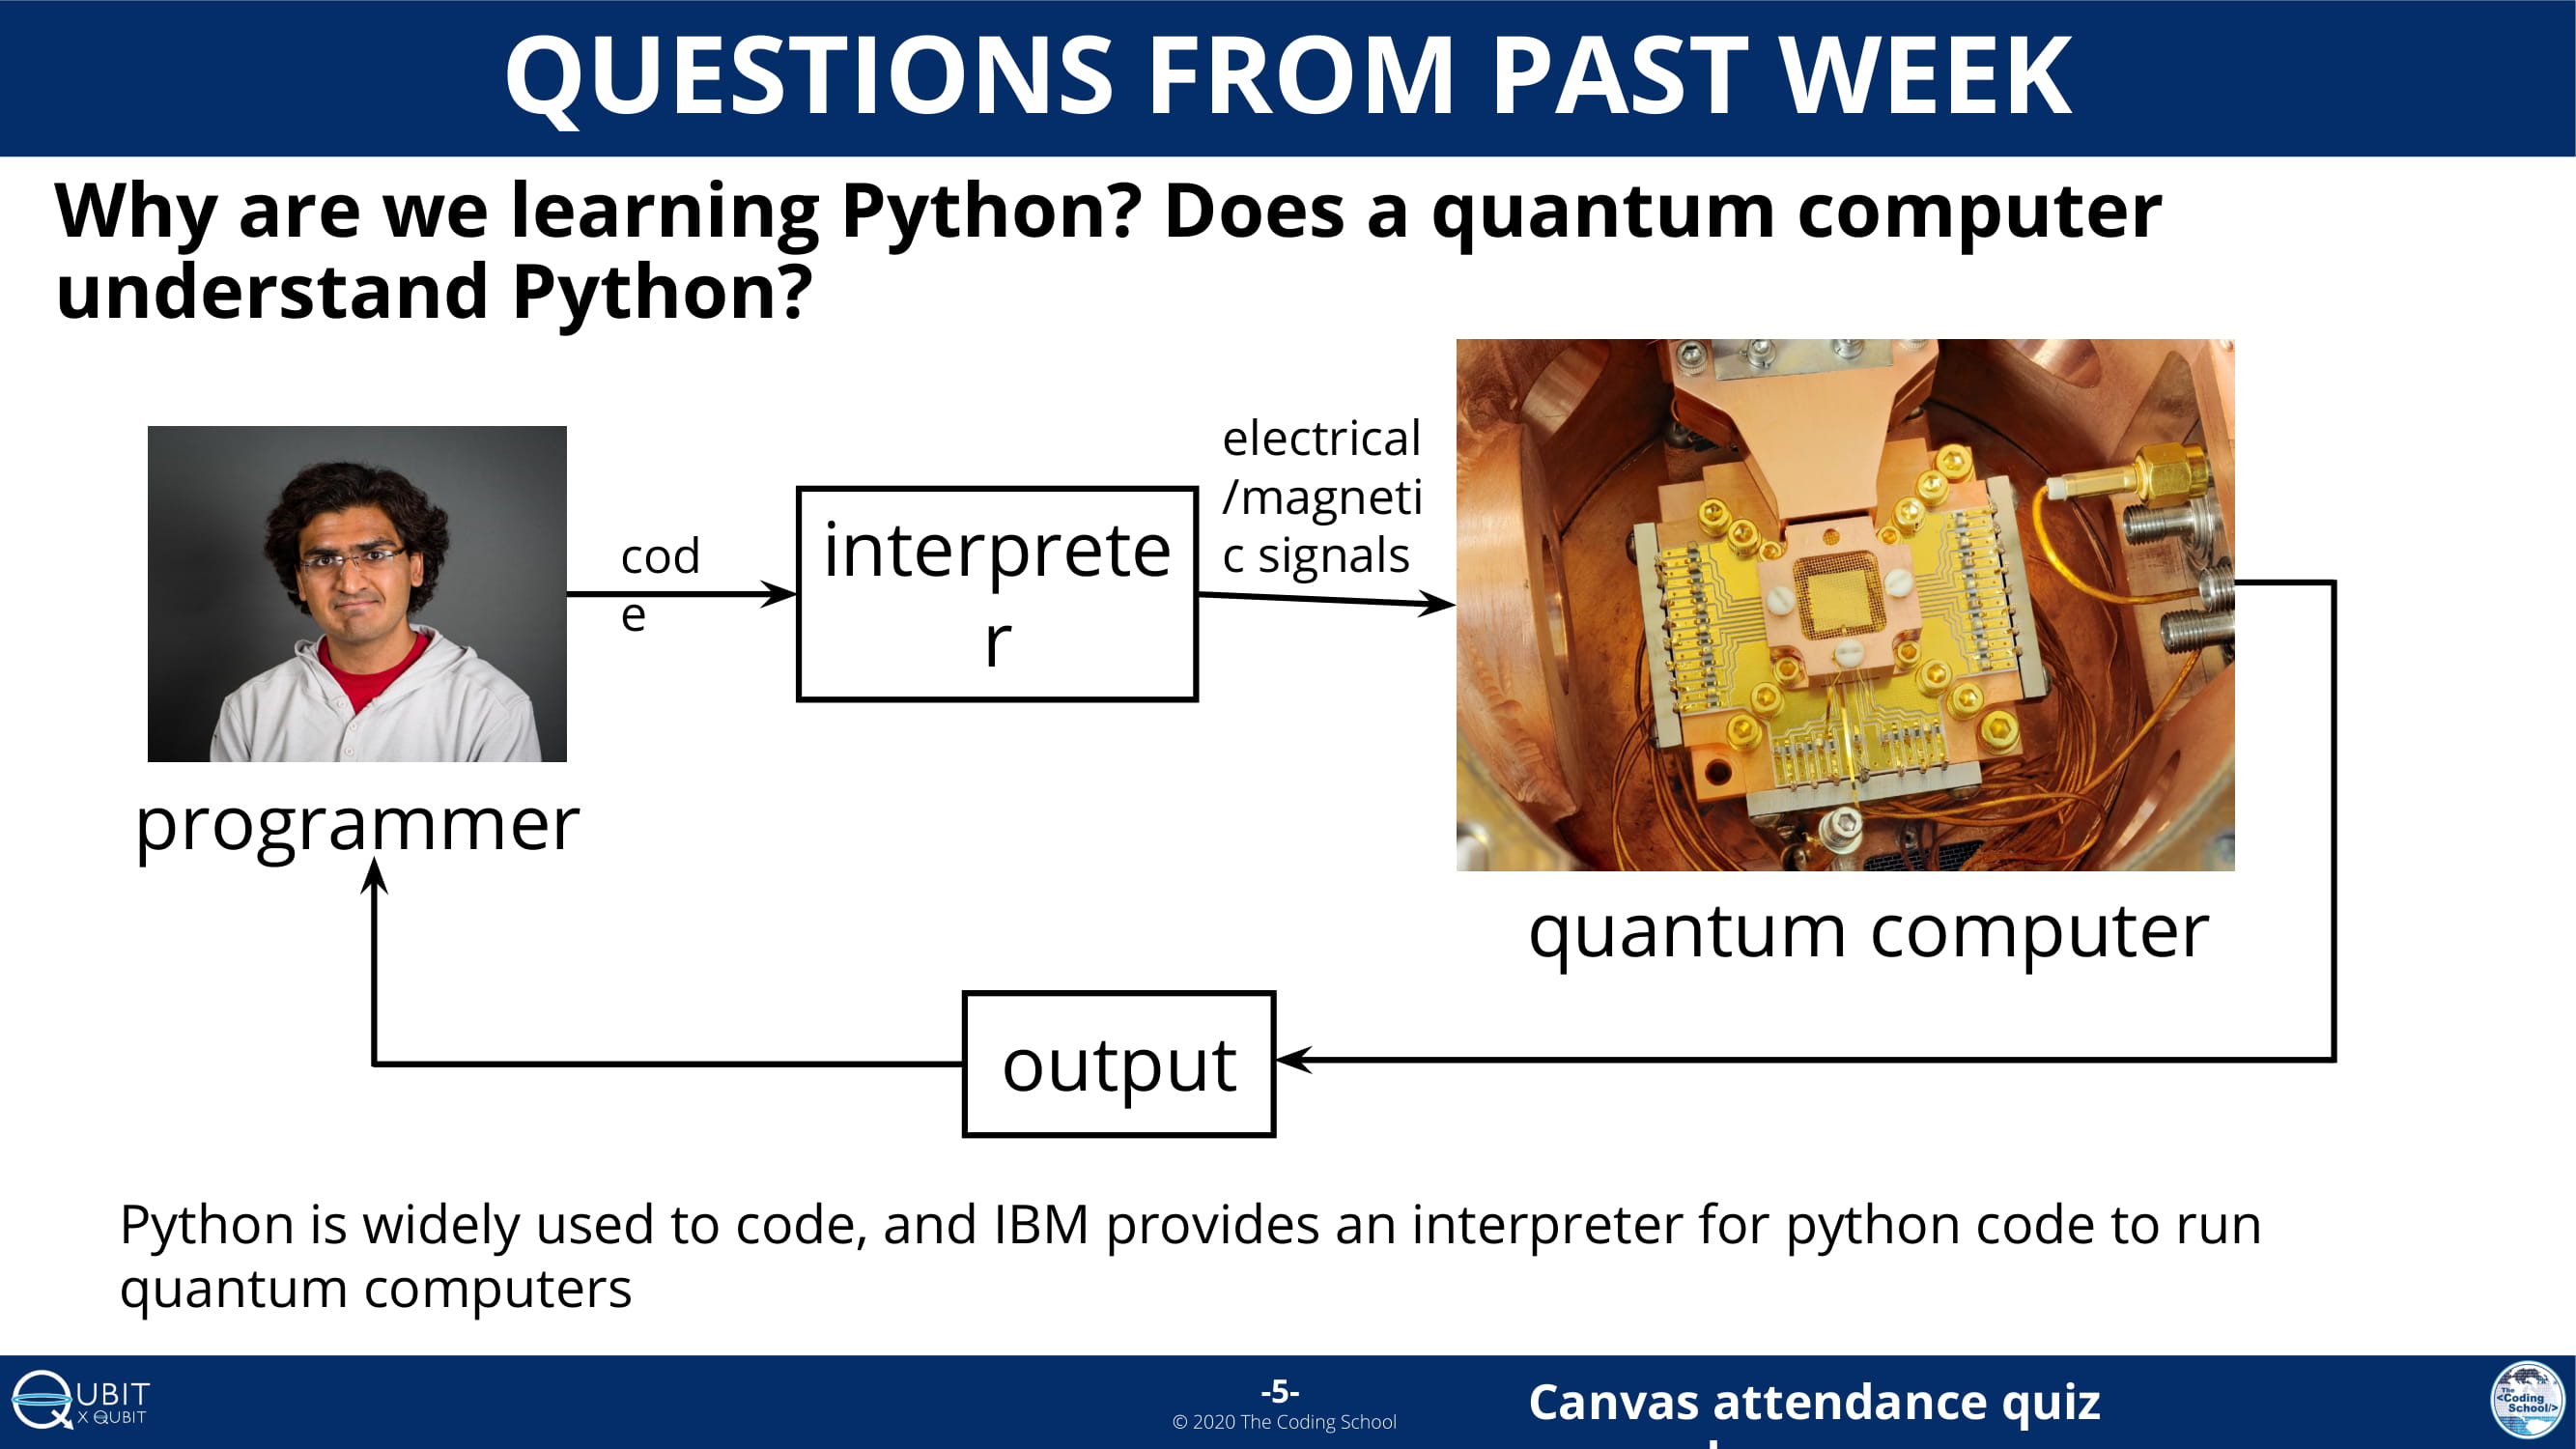 QUESTIONS FROM PAST WEEK
Why are we learning Python? Does a quantum computer
understand Python?
cod
e
interprete
r
electrical
/magneti
c signals
programmer
quantum computer
output
Python is widely used to code, and IBM provides an interpreter for python code to run
quantum computers
QUBIT
X QUBIT
-5-
© 2020 The Coding School
Canvas attendance quiz
The
<Coding
School/>